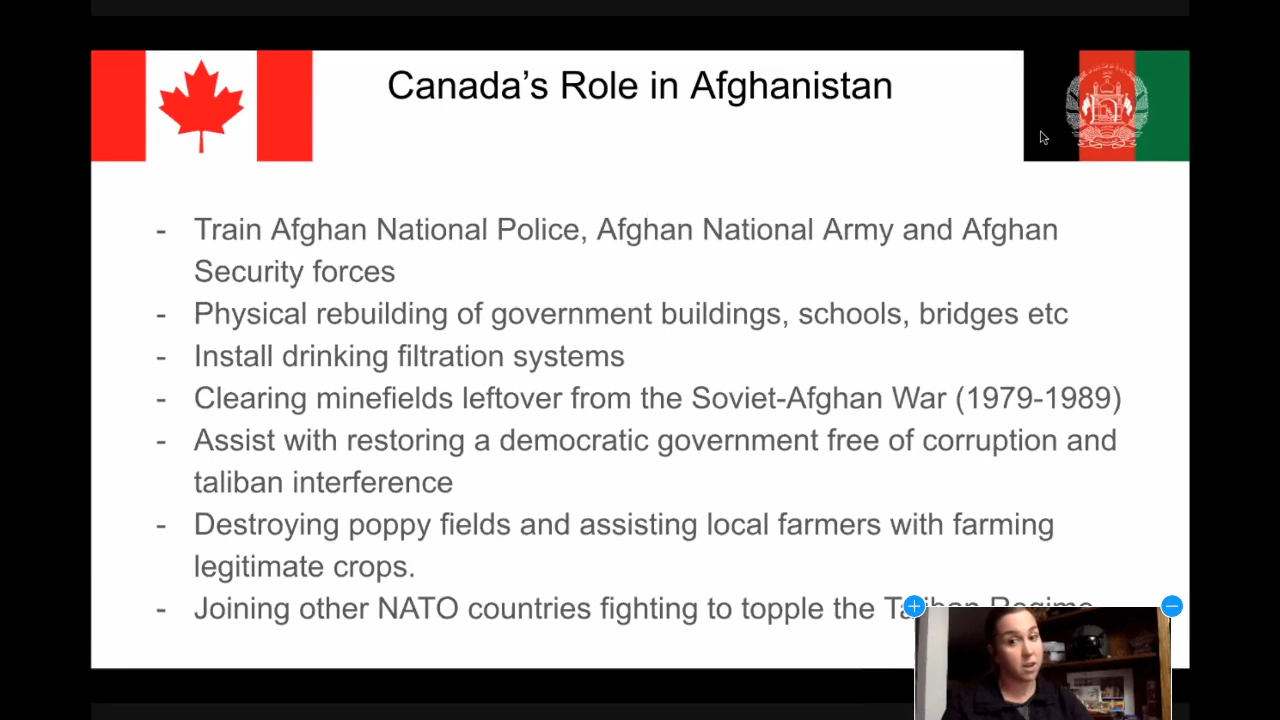 Canada's Role in Afghanistan
- Train Afghan National Police, Afghan National Army and Afghan
Security forces
- Physical rebuilding of government buildings, schools, bridges etc
- Install drinking filtration systems
- Clearing minefields leftover from the Soviet-Afghan War (1979-1989)
- Assist with restoring a democratic government free of corruption and
taliban interference
- Destroying poppy fields and assisting local farmers with farming
legitimate crops.
- Joining other NATO countries fighting to topple the Taliban Regime